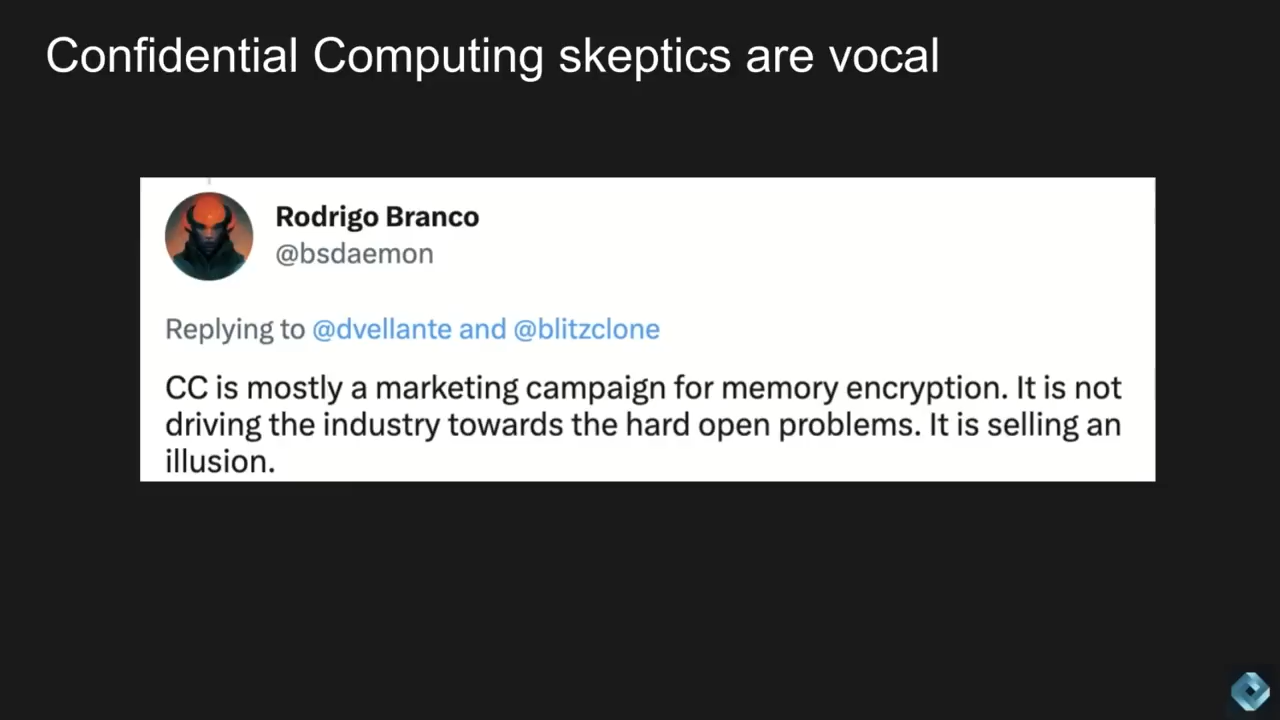 Confidential Computing skeptics are vocal
Rodrigo Branco
@bsdaemon
Replying to @dvellante and @blitzclone
CC is mostly a marketing campaign for memory encryption. It is not
driving the industry towards the hard open problems. It is selling an
illusion.